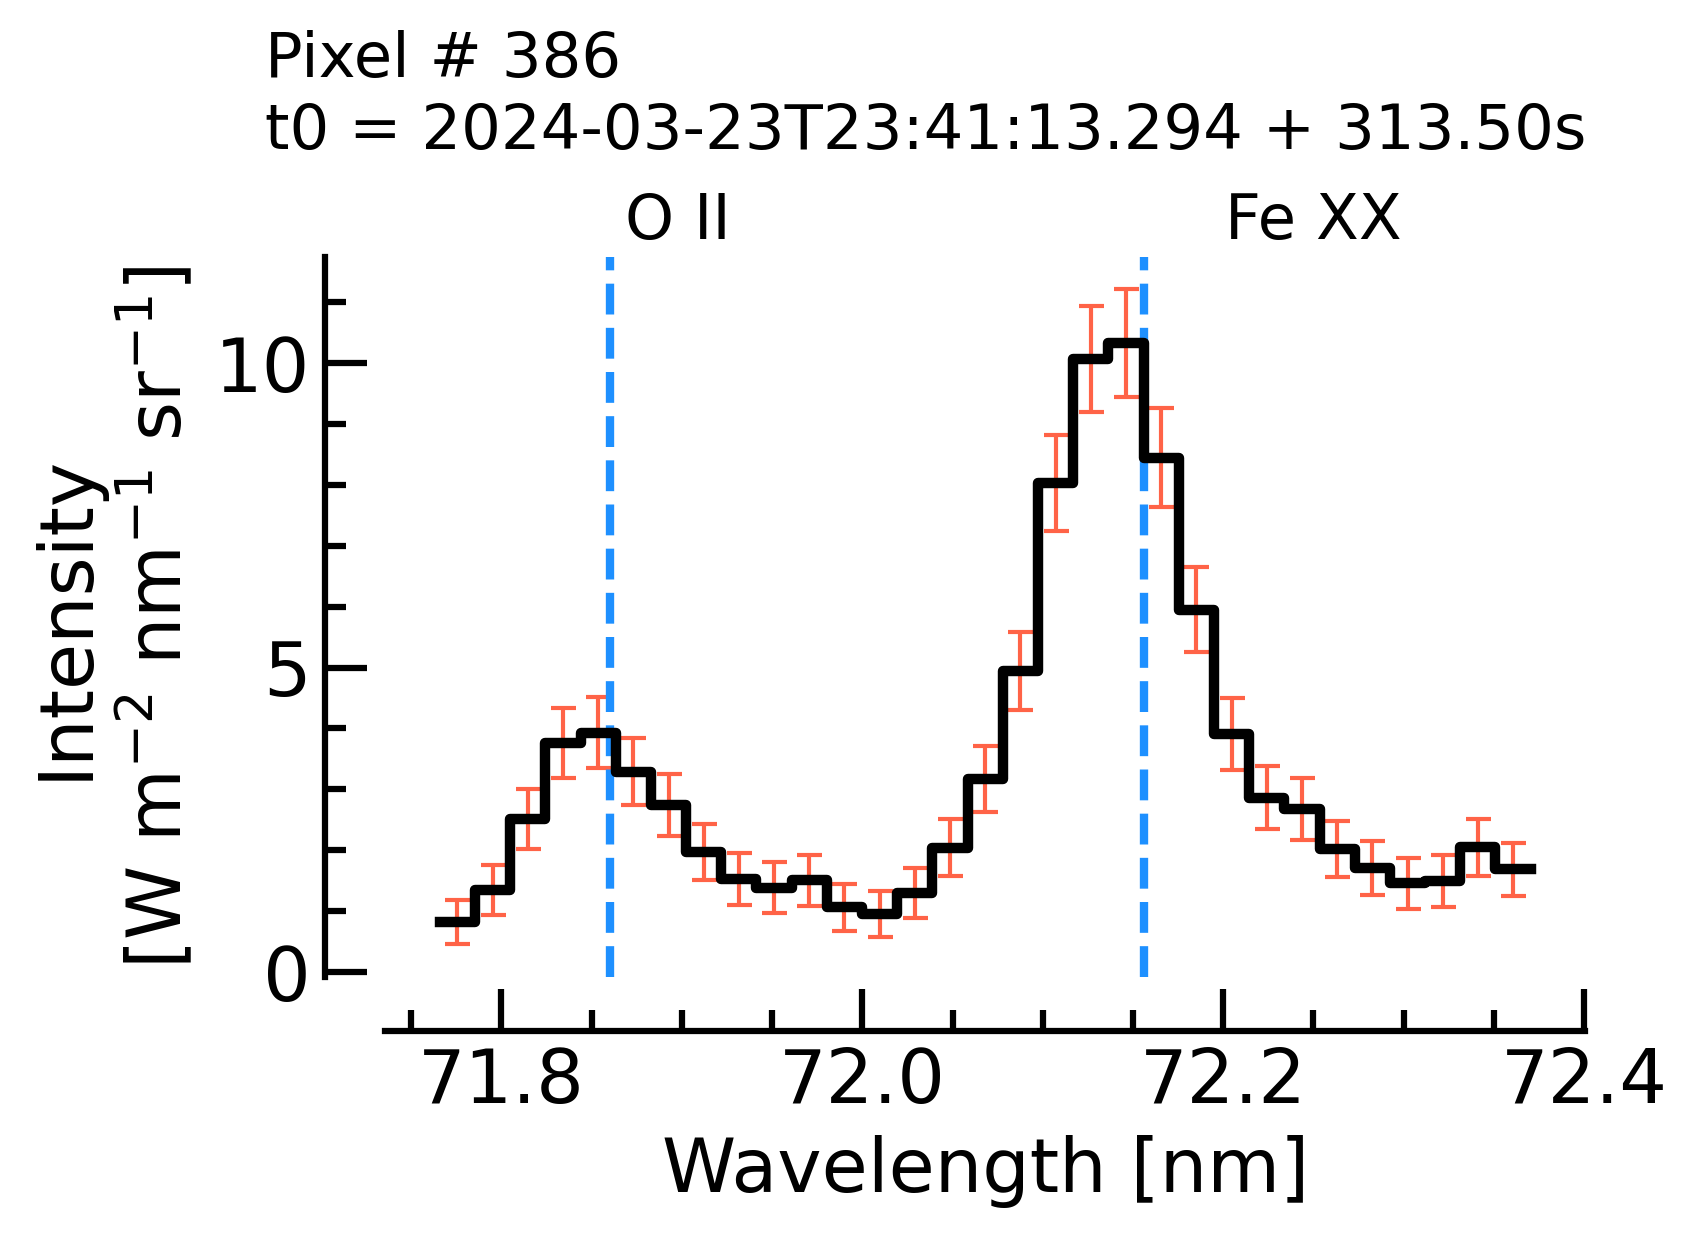 Pixel # 386
t0 = 2024-03-23T23:41:13.294 + 313.50s
O II Fe XX
Intensity
[W m⁻² nm⁻¹ sr⁻¹]
10
5
0
71.8 72.0 72.2 72.4
Wavelength [nm]